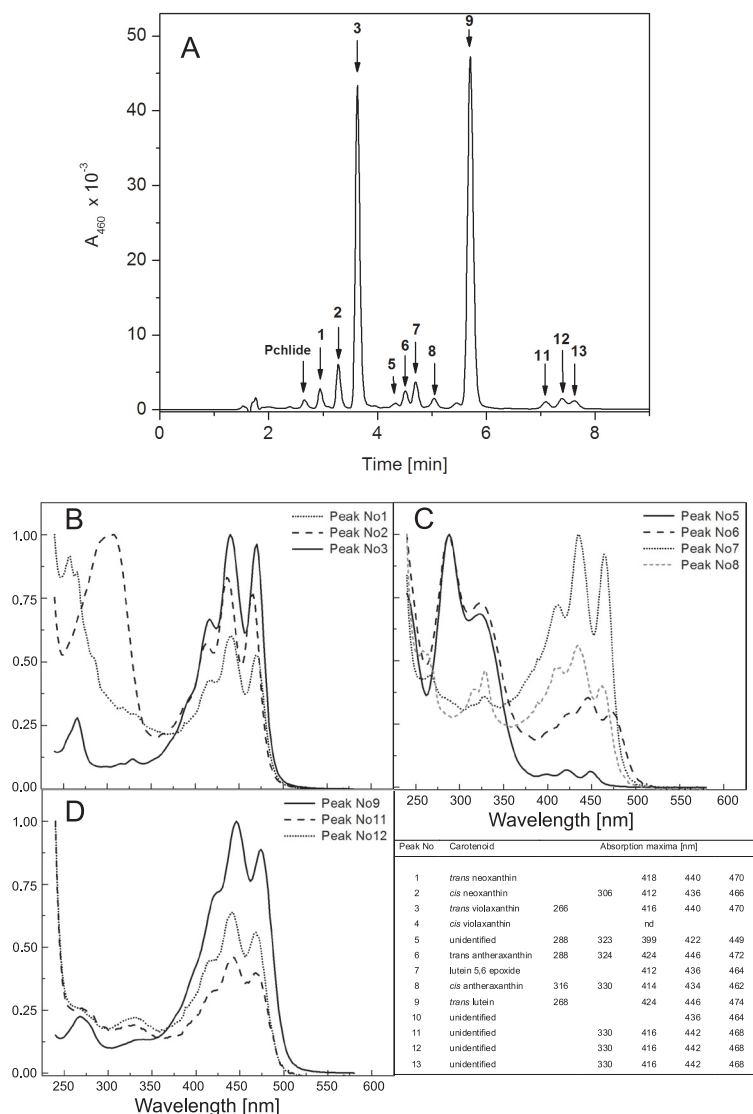 A
50
40
30
20
10
0
A460 x 10-3
3
9
Pchlide
1
2
5
6
7
8
11
12
13
0 2 4 6 8
Time [min]
B
Peak No1
Peak No2
Peak No3
1.00
0.75
0.50
0.25
0.00
C
Peak No5
Peak No6
Peak No7
Peak No8
250 300 350 400 450 500 550 600
Wavelength [nm]
D
Peak No9
Peak No11
Peak No12
1.00
0.75
0.50
0.25
0.00
250 300 350 400 450 500 550 600
Wavelength [nm]
Peak No Carotenoid Absorption maxima [nm]
1 trans neoxanthin 418 440 470
2 cis neoxanthin 306 412 436 466
3 trans violaxanthin 266 416 440 470
4 cis violaxanthin nd
5 unidentified 288 323 399 422 449
6 trans antheraxanthin 288 324 424 446 472
7 lutein 5,6 epoxide 412 436 464
8 cis antheraxanthin 316 330 414 434 462
9 trans lutein 268 424 446 474
10 unidentified 436 464
11 unidentified 330 416 442 468
12 unidentified 330 416 442 468
13 unidentified 330 416 442 468